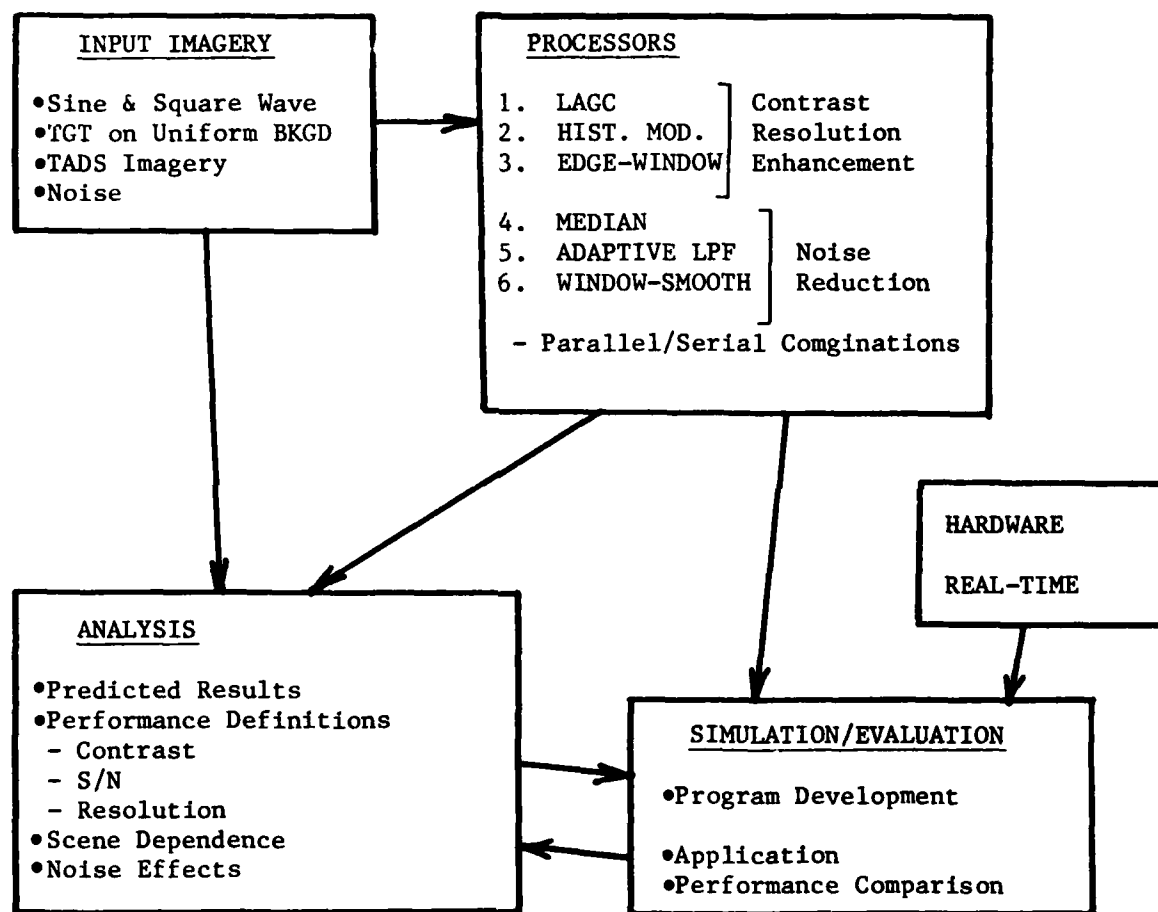 INPUT IMAGERY
•Sine & Square Wave
•TGT on Uniform BKGD
•TADS Imagery
•Noise
PROCESSORS
1. LAGC
2. HIST. MOD.
3. EDGE-WINDOW
Contrast
Resolution
Enhancement
4. MEDIAN
5. ADAPTIVE LPF
6. WINDOW-SMOOTH
Noise
Reduction
- Parallel/Serial Comginations
HARDWARE
REAL-TIME
ANALYSIS
•Predicted Results
•Performance Definitions
- Contrast
- S/N
- Resolution
•Scene Dependence
•Noise Effects
SIMULATION/EVALUATION
•Program Development
•Application
•Performance Comparison